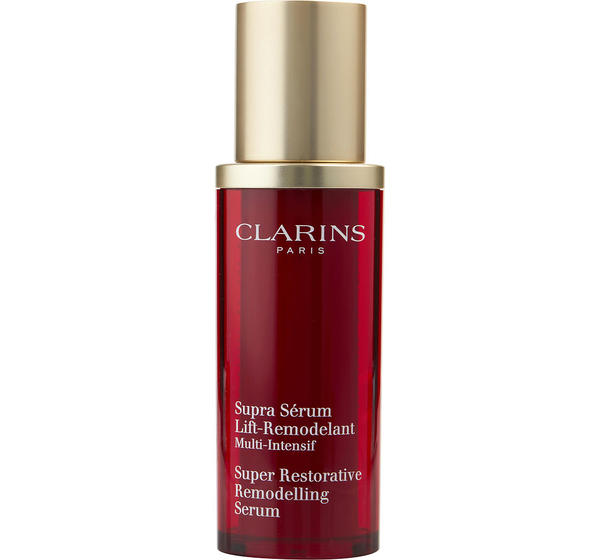 CLARINS
PARIS
Supra Sérum
Lift-Remodelant
Multi-Intensif
Super Restorative
Remodelling
Serum